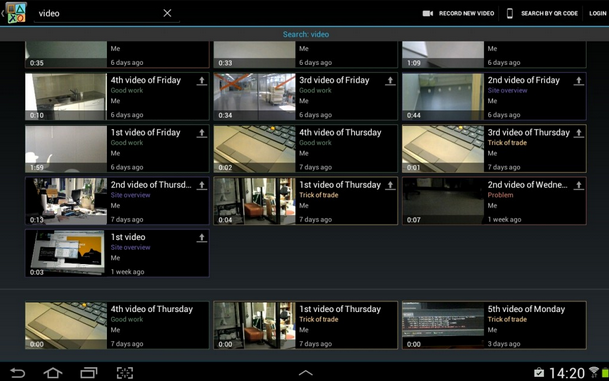 video
RECORD NEW VIDEO
SEARCH BY QR CODE
LOGIN
Search: video
0:35
Me
6 days ago
0:33
Me
6 days ago
1:09
Me
6 days ago
0:10
4th video of Friday
Good work
Me
6 days ago
0:34
3rd video of Friday
Good work
Me
6 days ago
0:44
2nd video of Friday
Site overview
Me
6 days ago
1:59
1st video of Friday
Good work
Me
6 days ago
0:02
4th video of Thursday
Good work
Me
7 days ago
0:01
3rd video of Thursday
Trick of trade
Me
7 days ago
0:13
2nd video of Thursd...
Site overview
Me
7 days ago
0:04
1st video of Thursday
Trick of trade
Me
7 days ago
0:07
2nd video of Wedne...
Problem
Me
1 week ago
0:03
1st video
Site overview
Me
1 week ago
0:00
4th video of Thursday
Good work
Me
7 days ago
0:00
1st video of Thursday
Trick of trade
Me
7 days ago
0:00
5th video of Monday
Trick of trade
Me
3 days ago
14:20